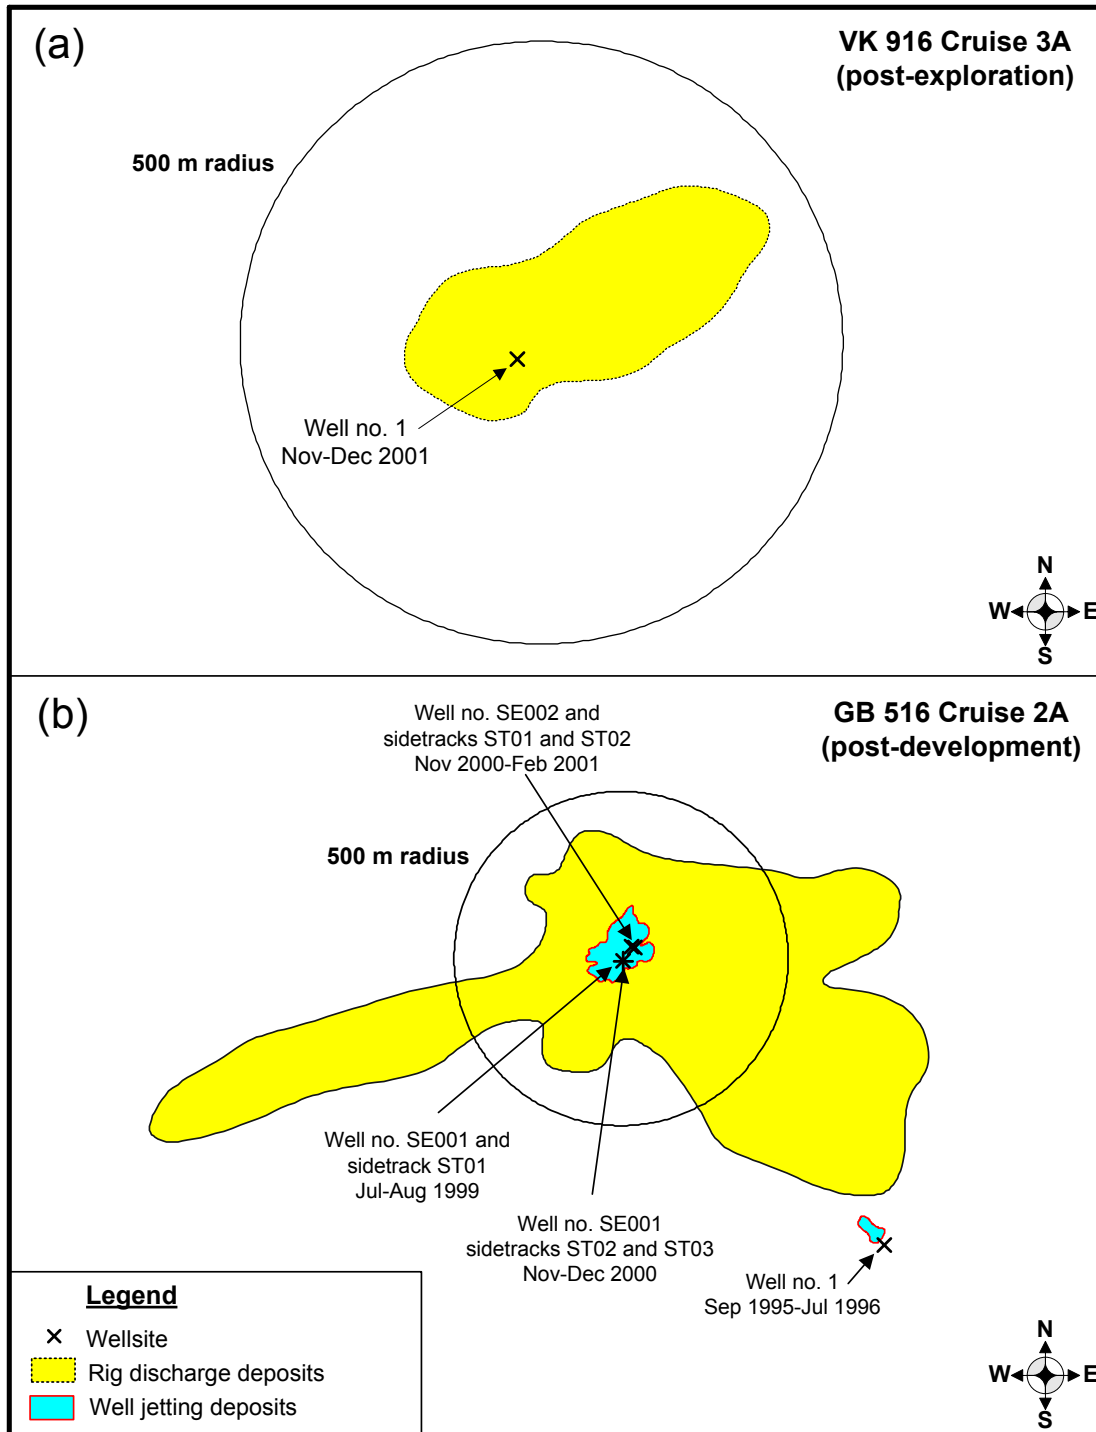 (a)
VK 916 Cruise 3A
(post-exploration)
500 m radius
Well no. 1
Nov-Dec 2001
N
W
E
S
(b)
GB 516 Cruise 2A
(post-development)
Well no. SE002 and
sidetracks ST01 and ST02
Nov 2000-Feb 2001
500 m radius
Well no. SE001 and
sidetrack ST01
Jul-Aug 1999
Well no. SE001
sidetracks ST02 and ST03
Nov-Dec 2000
Well no. 1
Sep 1995-Jul 1996
Legend
Wellsite
Rig discharge deposits
Well jetting deposits
N
W
E
S